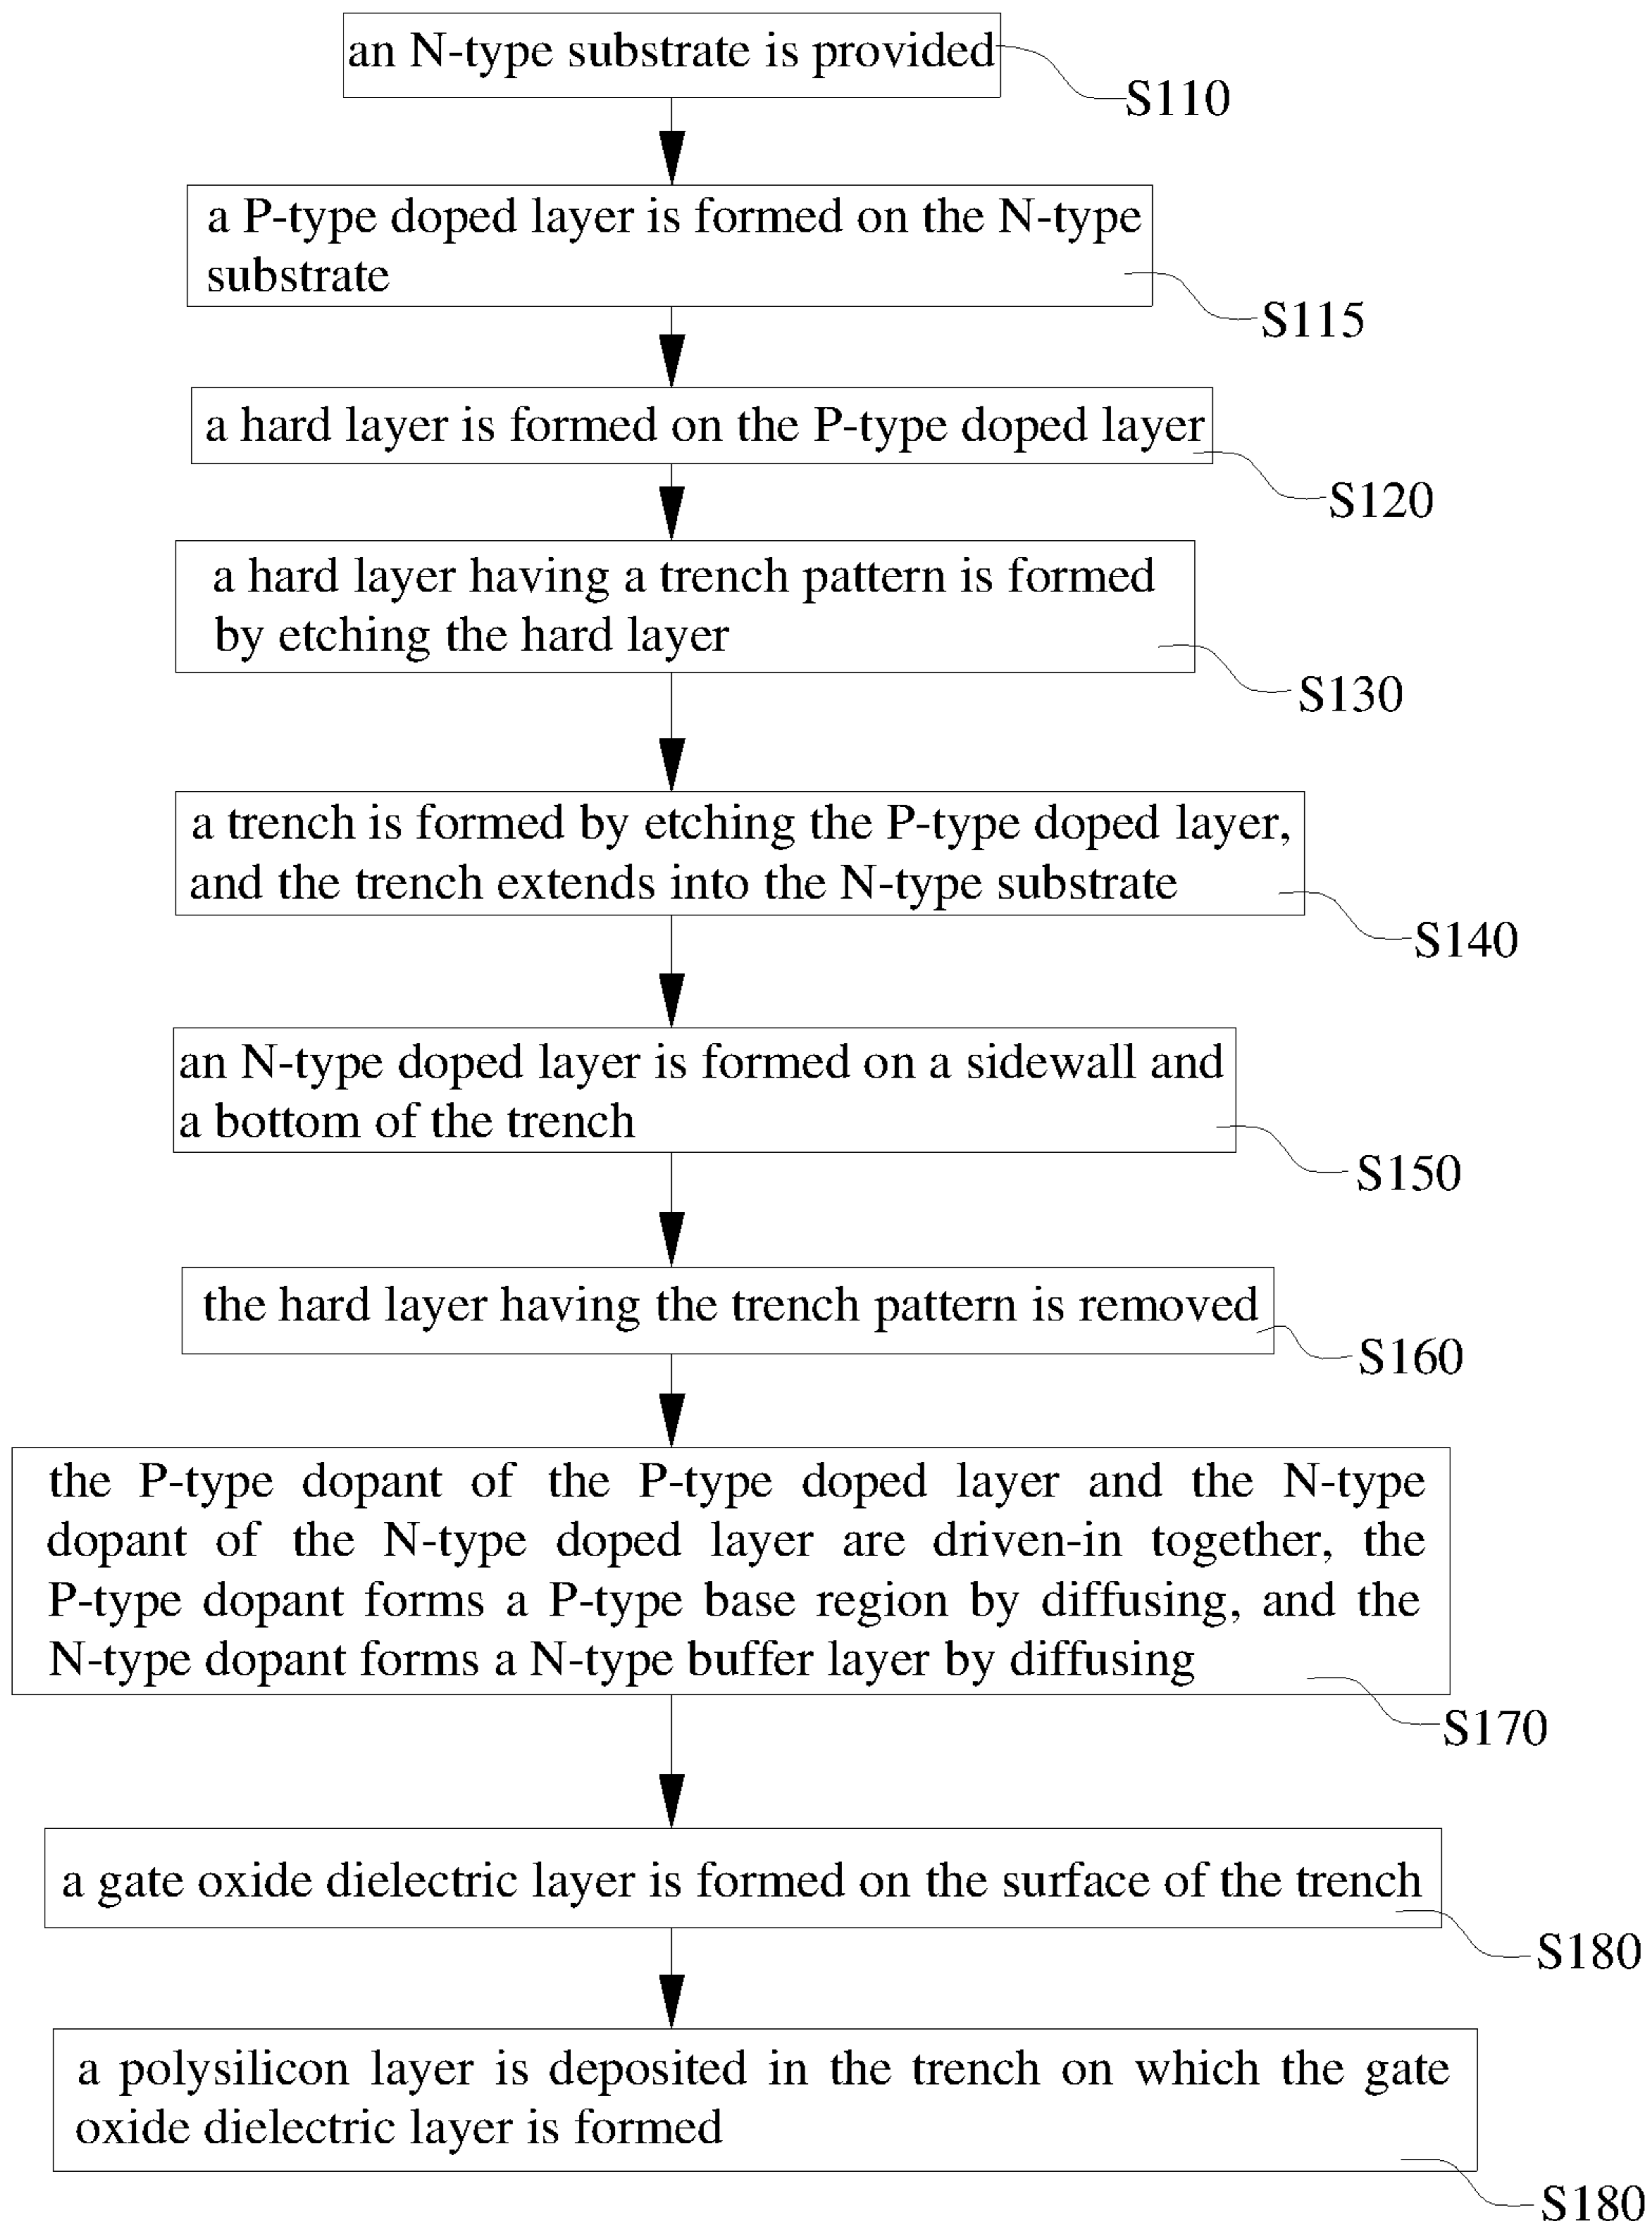 an N-type substrate is provided
S110
a P-type doped layer is formed on the N-type
substrate
S115
a hard layer is formed on the P-type doped layer
S120
a hard layer having a trench pattern is formed
by etching the hard layer
S130
a trench is formed by etching the P-type doped layer,
and the trench extends into the N-type substrate
S140
an N-type doped layer is formed on a sidewall and
a bottom of the trench
S150
the hard layer having the trench pattern is removed
S160
the P-type dopant of the P-type doped layer and the N-type
dopant of the N-type doped layer are driven-in together, the
P-type dopant forms a P-type base region by diffusing, and the
N-type dopant forms a N-type buffer layer by diffusing
S170
a gate oxide dielectric layer is formed on the surface of the trench
S180
a polysilicon layer is deposited in the trench on which the gate
oxide dielectric layer is formed
S180